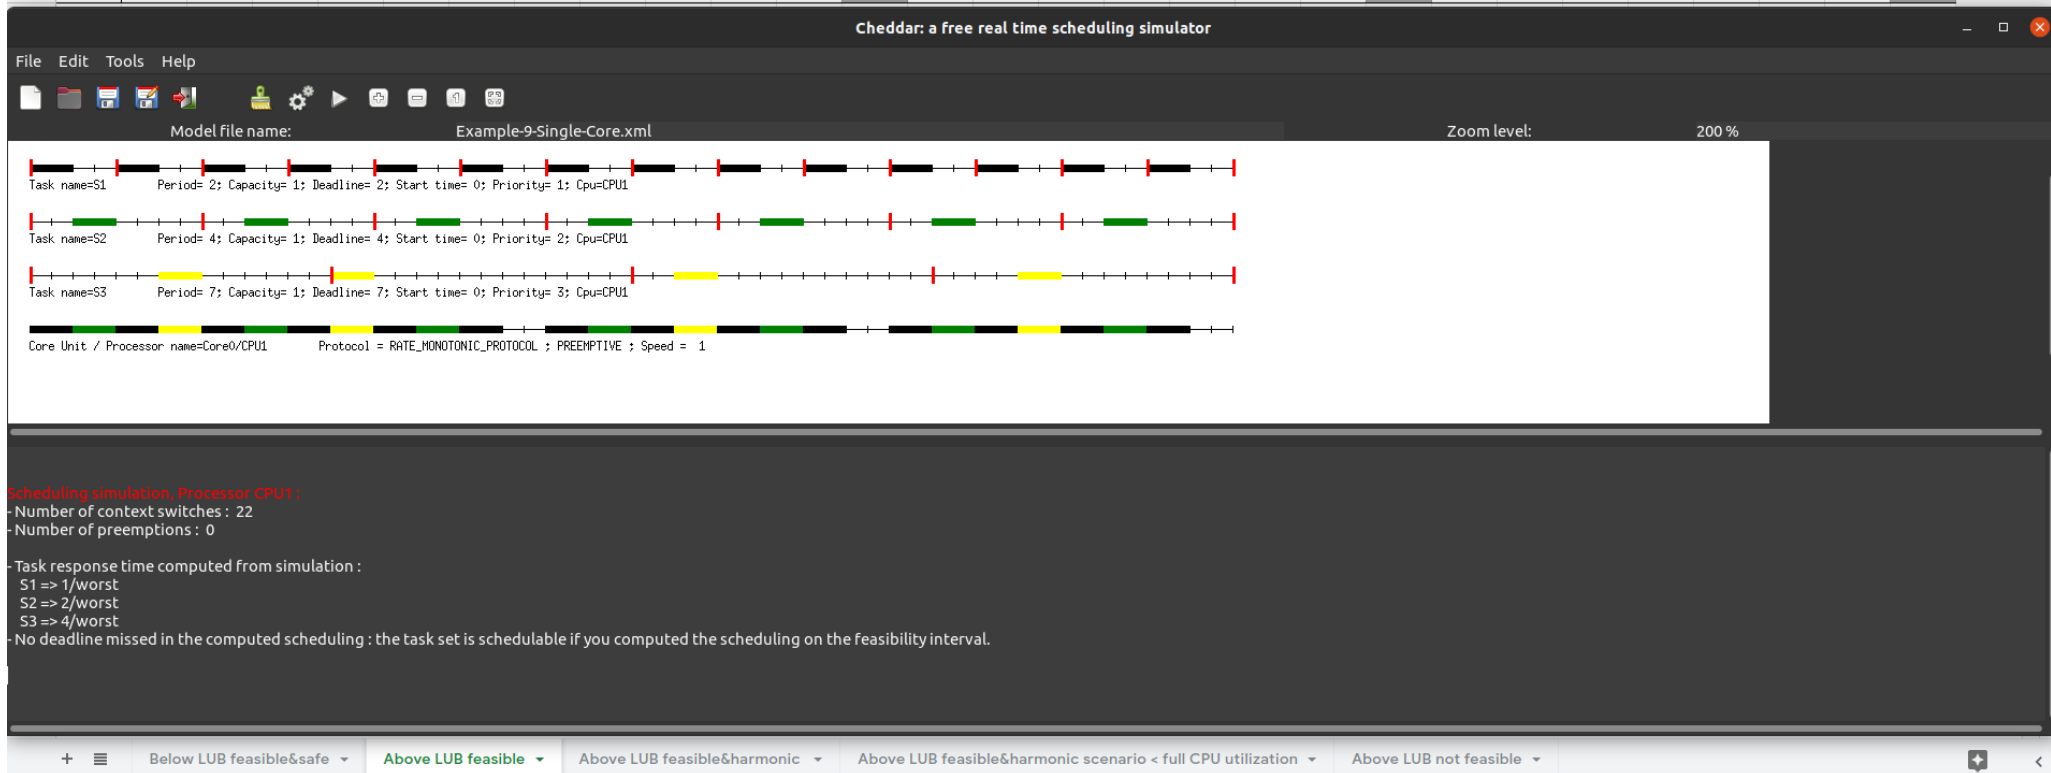 Cheddar: a free real time scheduling simulator
File Edit Tools Help
Model file name: Example-9-Single-Core.xml Zoom level: 200 %
Task name=S1 Period= 2; Capacity= 1; Deadline= 2; Start time= 0; Priority= 1; Cpu=CPU1
Task name=S2 Period= 4; Capacity= 1; Deadline= 4; Start time= 0; Priority= 2; Cpu=CPU1
Task name=S3 Period= 7; Capacity= 1; Deadline= 7; Start time= 0; Priority= 3; Cpu=CPU1
Core Unit / Processor name=Core0/CPU1 Protocol = RATE_MONOTONIC_PROTOCOL ; PREEMPTIVE ; Speed = 1
Scheduling simulation, Processor CPU1 :
- Number of context switches : 22
- Number of preemptions : 0
- Task response time computed from simulation :
S1 => 1/worst
S2 => 2/worst
S3 => 4/worst
- No deadline missed in the computed scheduling : the task set is schedulable if you computed the scheduling on the feasibility interval.
Below LUB feasible&safe Above LUB feasible Above LUB feasible&harmonic Above LUB feasible&harmonic scenario < full CPU utilization Above LUB not feasible